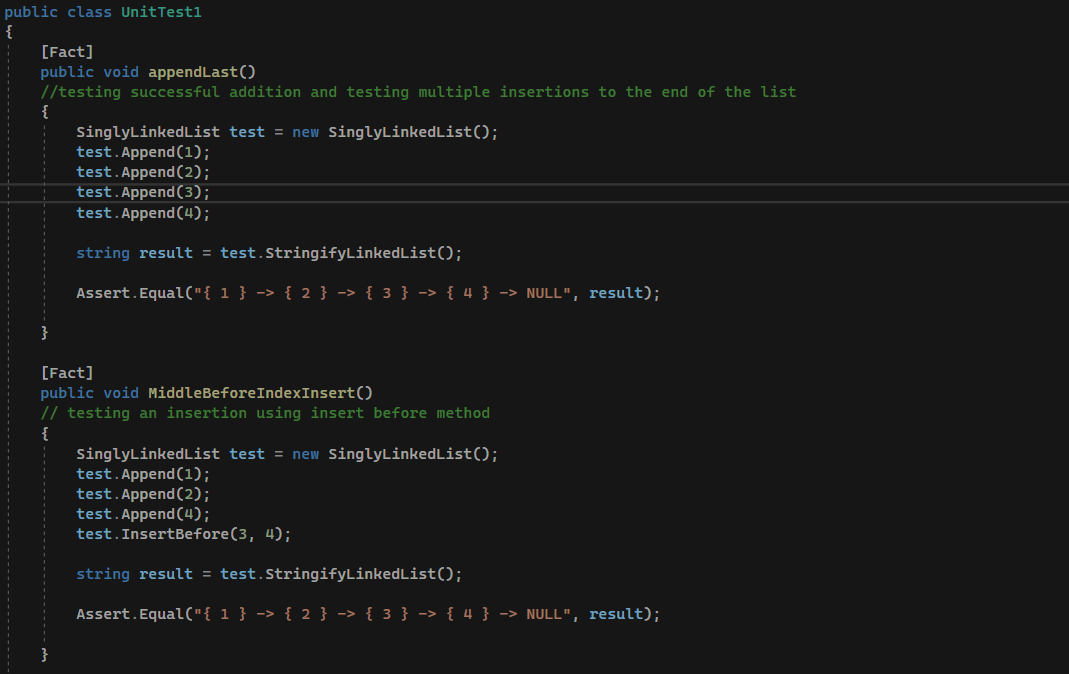 public class UnitTest1
{
[Fact]
public void appendLast()
//testing successful addition and testing multiple insertions to the end of the list
{
SinglyLinkedList test = new SinglyLinkedList();
test.Append(1);
test.Append(2);
test.Append(3);
test.Append(4);
string result = test.StringifyLinkedList();
Assert.Equal("{ 1 } -> { 2 } -> { 3 } -> { 4 } -> NULL", result);
}
[Fact]
public void MiddleBeforeIndexInsert()
// testing an insertion using insert before method
{
SinglyLinkedList test = new SinglyLinkedList();
test.Append(1);
test.Append(2);
test.Append(4);
test.InsertBefore(3, 4);
string result = test.StringifyLinkedList();
Assert.Equal("{ 1 } -> { 2 } -> { 3 } -> { 4 } -> NULL", result);
}